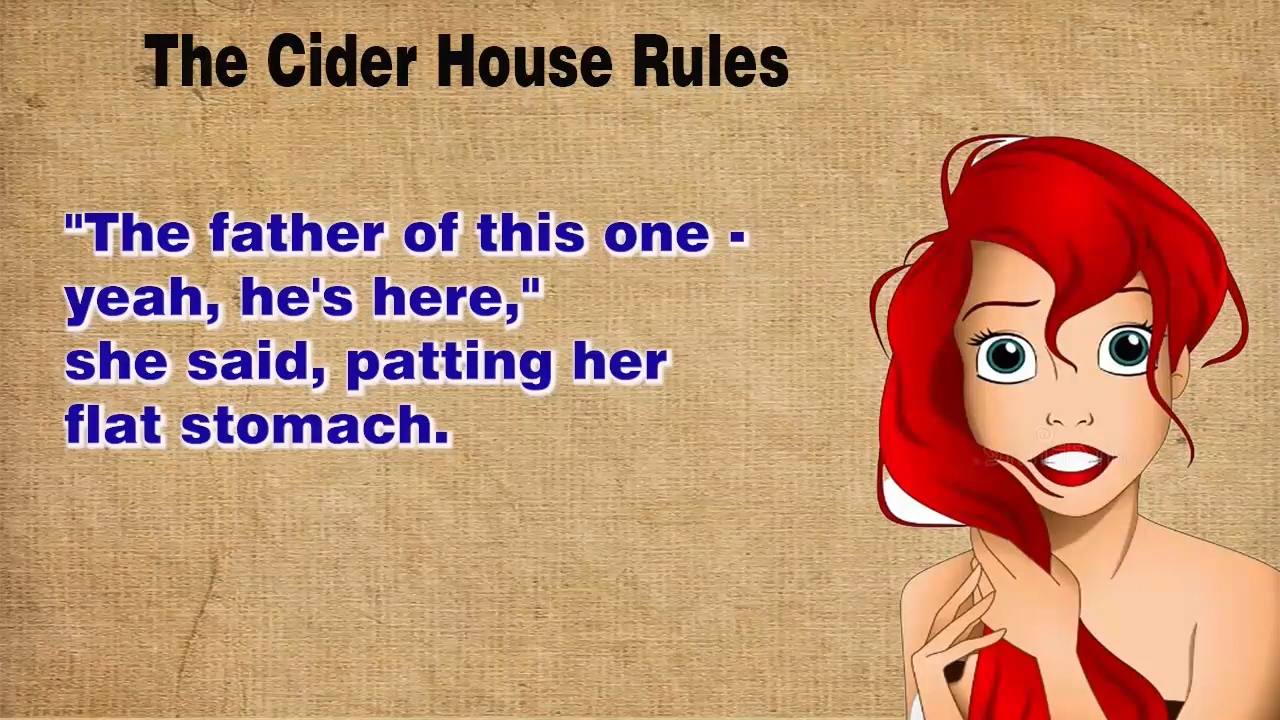 The Cider House Rules
"The father of this one -
yeah, he's here,"
she said, patting her
flat stomach.